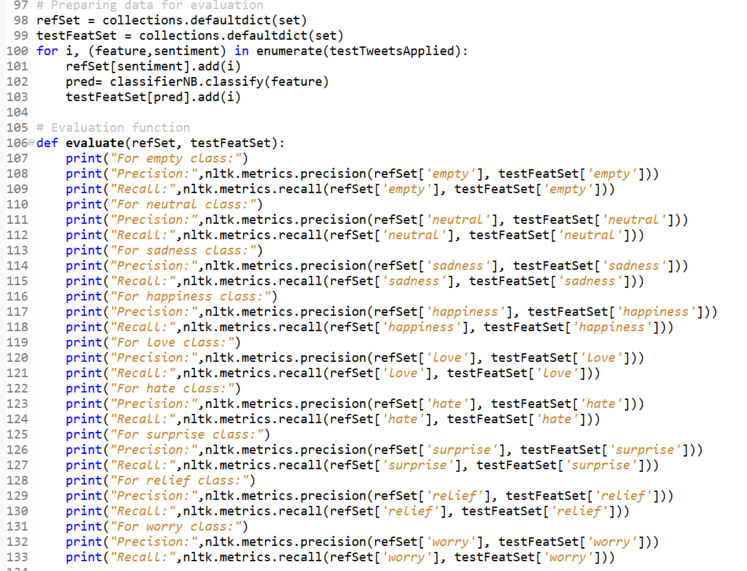 97 # Preparing data for evaluation
98 refSet = collections.defaultdict(set)
99 testFeatSet = collections.defaultdict(set)
100 for i, (feature,sentiment) in enumerate(testTweetsApplied):
101     refSet[sentiment].add(i)
102     pred= classifierNB.classify(feature)
103     testFeatSet[pred].add(i)
104
105 # Evaluation function
106 def evaluate(refSet, testFeatSet):
107     print("For empty class:")
108     print("Precision:",nltk.metrics.precision(refSet['empty'], testFeatSet['empty']))
109     print("Recall:",nltk.metrics.recall(refSet['empty'], testFeatSet['empty']))
110     print("For neutral class:")
111     print("Precision:",nltk.metrics.precision(refSet['neutral'], testFeatSet['neutral']))
112     print("Recall:",nltk.metrics.recall(refSet['neutral'], testFeatSet['neutral']))
113     print("For sadness class:")
114     print("Precision:",nltk.metrics.precision(refSet['sadness'], testFeatSet['sadness']))
115     print("Recall:",nltk.metrics.recall(refSet['sadness'], testFeatSet['sadness']))
116     print("For happiness class:")
117     print("Precision:",nltk.metrics.precision(refSet['happiness'], testFeatSet['happiness']))
118     print("Recall:",nltk.metrics.recall(refSet['happiness'], testFeatSet['happiness']))
119     print("For love class:")
120     print("Precision:",nltk.metrics.precision(refSet['love'], testFeatSet['love']))
121     print("Recall:",nltk.metrics.recall(refSet['love'], testFeatSet['love']))
122     print("For hate class:")
123     print("Precision:",nltk.metrics.precision(refSet['hate'], testFeatSet['hate']))
124     print("Recall:",nltk.metrics.recall(refSet['hate'], testFeatSet['hate']))
125     print("For surprise class:")
126     print("Precision:",nltk.metrics.precision(refSet['surprise'], testFeatSet['surprise']))
127     print("Recall:",nltk.metrics.recall(refSet['surprise'], testFeatSet['surprise']))
128     print("For relief class:")
129     print("Precision:",nltk.metrics.precision(refSet['relief'], testFeatSet['relief']))
130     print("Recall:",nltk.metrics.recall(refSet['relief'], testFeatSet['relief']))
131     print("For worry class:")
132     print("Precision:",nltk.metrics.precision(refSet['worry'], testFeatSet['worry']))
133     print("Recall:",nltk.metrics.recall(refSet['worry'], testFeatSet['worry']))